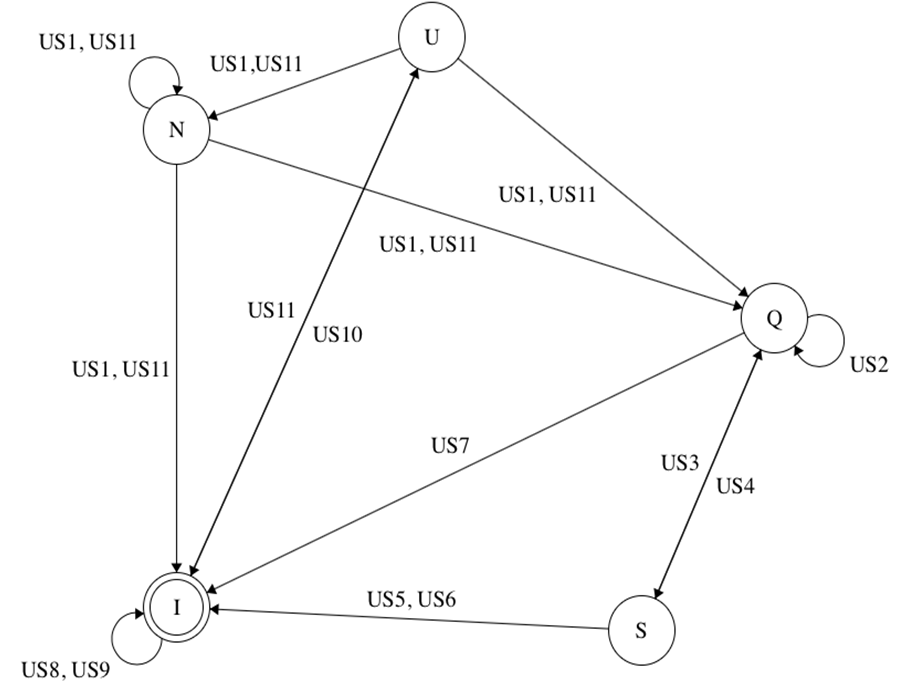 U
US1, US11
US1,US11
N
US1, US11
US1, US11
US11
US10
Q
US2
US1, US11
US7
US3
US4
I
US5, US6
S
US8, US9